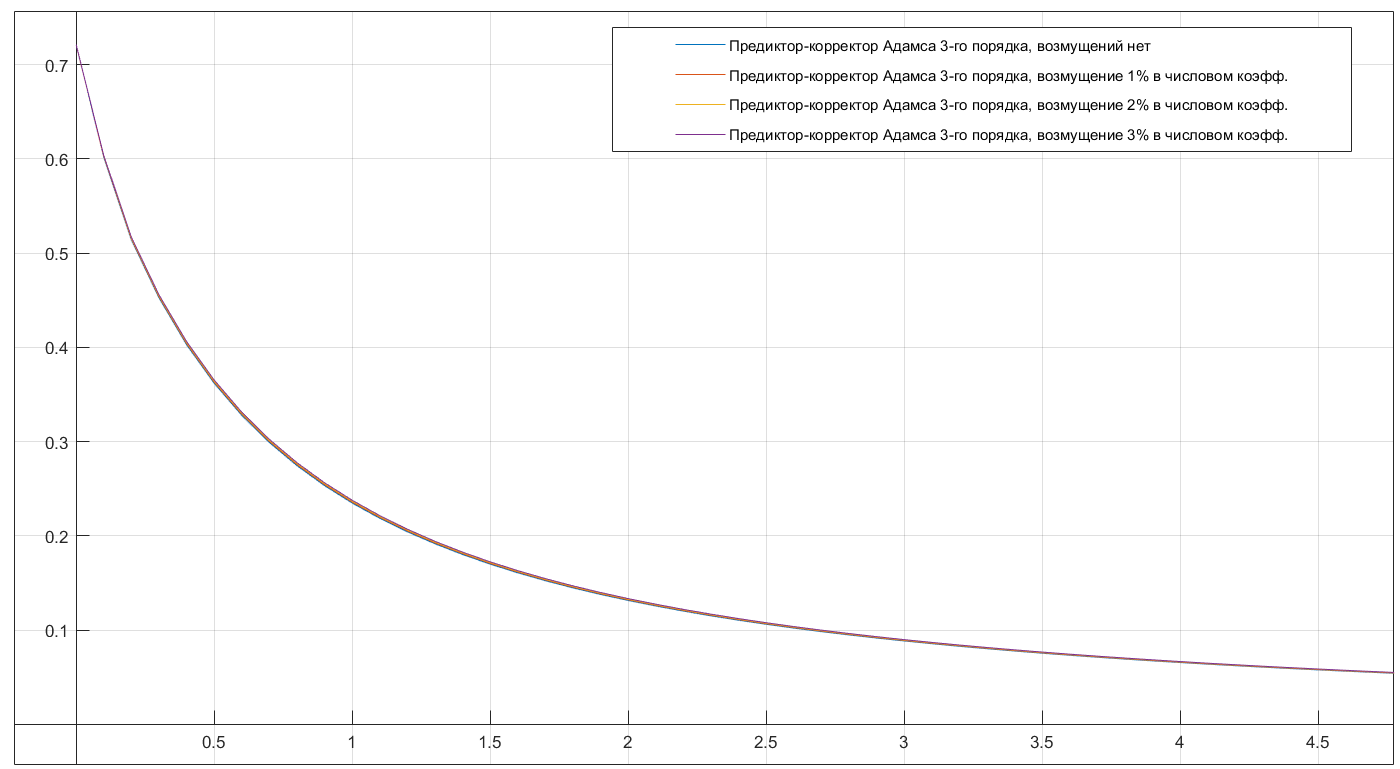 Предиктор-корректор Адамса 3-го порядка, возмущений нет
Предиктор-корректор Адамса 3-го порядка, возмущение 1% в числовом коэфф.
Предиктор-корректор Адамса 3-го порядка, возмущение 2% в числовом коэфф.
Предиктор-корректор Адамса 3-го порядка, возмущение 3% в числовом коэфф.
0.7
0.6
0.5
0.4
0.3
0.2
0.1
0.5 1 1.5 2 2.5 3 3.5 4 4.5